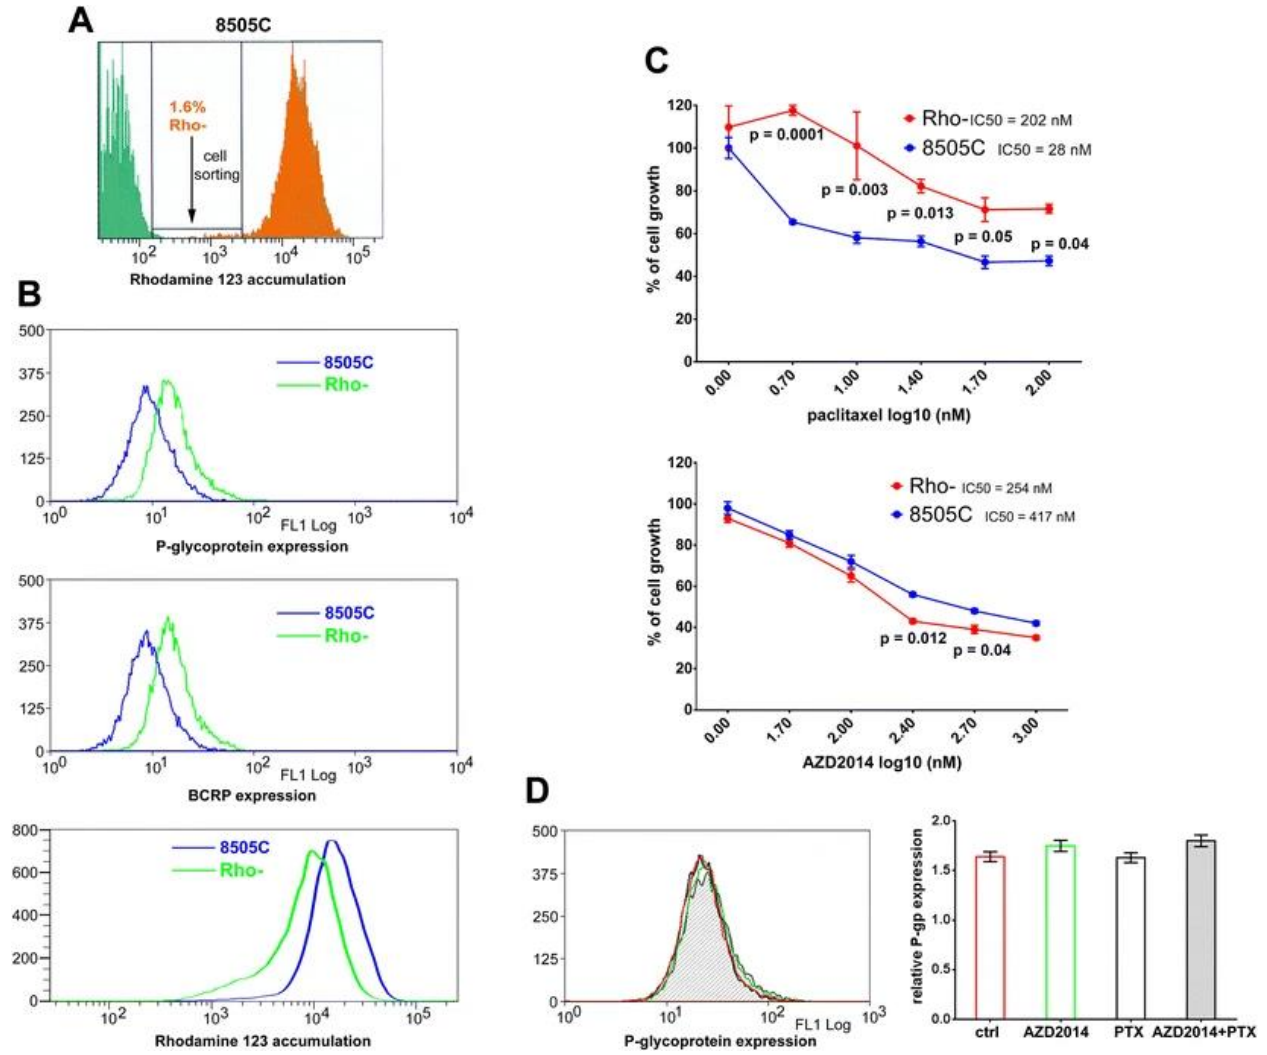 A
8505C
1.6%
Rho-
cell
sorting
10² 10³ 10⁴ 10⁵
Rhodamine 123 accumulation
B
500
375
250
125
0
8505C
Rho-
10⁰ 10¹ 10² 10³ 10⁴
FL1 Log
P-glycoprotein expression
500
375
250
125
0
8505C
Rho-
10⁰ 10¹ 10² 10³ 10⁴
FL1 Log
BCRP expression
800
600
400
200
0
8505C
Rho-
10² 10³ 10⁴ 10⁵
Rhodamine 123 accumulation
C
% of cell growth
120
100
80
60
40
20
0
Rho- IC50 = 202 nM
8505C IC50 = 28 nM
p = 0.0001
p = 0.003
p = 0.013
p = 0.05
p = 0.04
0.00 0.70 1.00 1.40 1.70 2.00
paclitaxel log10 (nM)
% of cell growth
120
100
80
60
40
20
0
Rho- IC50 = 254 nM
8505C IC50 = 417 nM
p = 0.012
p = 0.04
0.00 1.70 2.00 2.40 2.70 3.00
AZD2014 log10 (nM)
D
500
375
250
125
0
10⁰ 10¹ 10² 10³
FL1 Log
P-glycoprotein expression
relative P-gp expression
2.0
1.5
1.0
0.5
0.0
ctrl AZD2014 PTX AZD2014+PTX